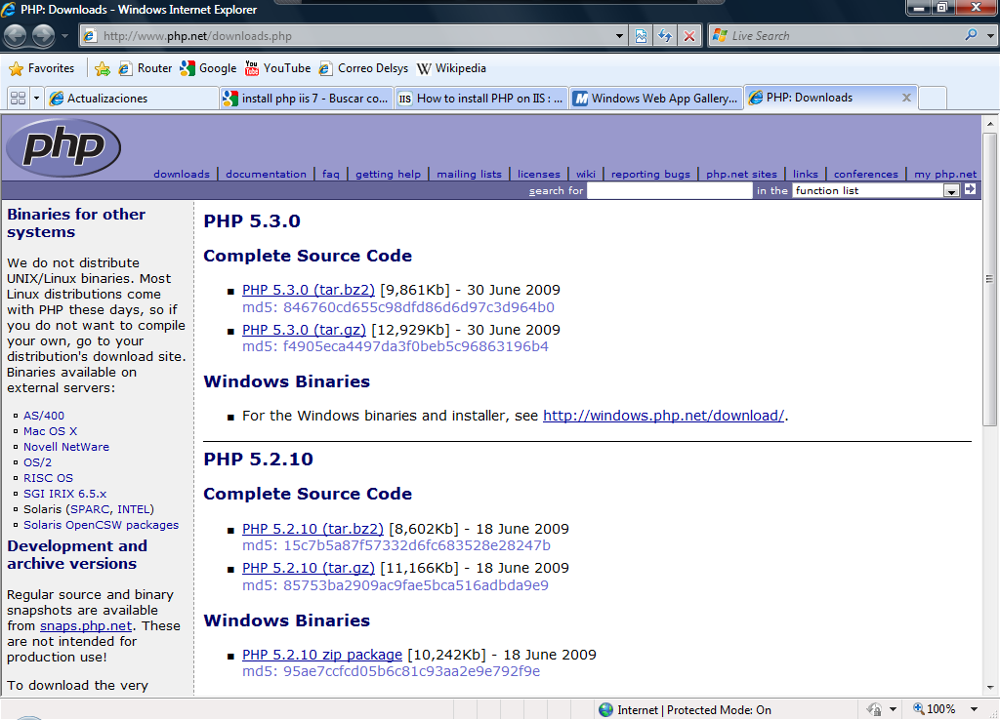 PHP: Downloads - Windows Internet Explorer
http://www.php.net/downloads.php
Live Search
Favorites
Router
Google
You Tube
YouTube
Correo Delsys
W
Wikipedia
Actualizaciones
install php iis 7 - Buscar co...
IIS
How to install PHP on IIS : ...
M
Windows Web App Gallery...
PHP: Downloads
php
downloads
documentation
faq
getting help
mailing lists
licenses
wiki
reporting bugs
php.net sites
links
conferences
my php.net
search for
in the
function list
Binaries for other
systems
We do not distribute
UNIX/Linux binaries. Most
Linux distributions come
with PHP these days, so if
you do not want to compile
your own, go to your
distribution's download site.
Binaries available on
external servers:
AS/400
Mac OS X
Novell NetWare
OS/2
RISC OS
SGI IRIX 6.5.x
Solaris (SPARC, INTEL)
Solaris OpenCSW packages
Development and
archive versions
Regular source and binary
snapshots are available
from snaps.php.net. These
are not intended for
production use!
To download the very
PHP 5.3.0
Complete Source Code
PHP 5.3.0 (tar.bz2) [9,861Kb] - 30 June 2009
md5: 846760cd655c98dfd86d6d97c3d964b0
PHP 5.3.0 (tar.gz) [12,929Kb] - 30 June 2009
md5: f4905eca4497da3f0beb5c96863196b4
Windows Binaries
For the Windows binaries and installer, see http://windows.php.net/download/.
PHP 5.2.10
Complete Source Code
PHP 5.2.10 (tar.bz2) [8,602Kb] - 18 June 2009
md5: 15c7b5a87f57332d6fc683528e28247b
PHP 5.2.10 (tar.gz) [11,166Kb] - 18 June 2009
md5: 85753ba2909ac9fae5bca516adbda9e9
Windows Binaries
PHP 5.2.10 zip package [10,242Kb] - 18 June 2009
md5: 95ae7ccfcd05b6c81c93aa2e9e792f9e
Internet | Protected Mode: On
100%